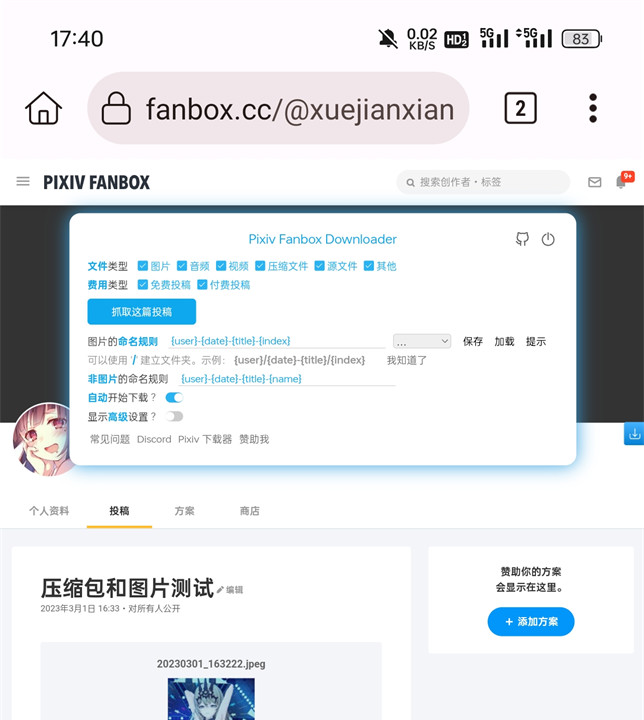 17:40
0.02 KB/S HD 1 2 5G 5G 83
fanbox.cc/@xuejianxian
2
PIXIV FANBOX
搜索创作者・标签
9+
Pixiv Fanbox Downloader
文件类型 图片 音频 视频 压缩文件 源文件 其他
费用类型 免费投稿 付费投稿
抓取这篇投稿
图片的命名规则 {user}-{date}-{title}-{index} ... 保存 加载 提示
可以使用 '/' 建立文件夹。示例： {user}/{date}-{title}/{index} 我知道了
非图片的命名规则 {user}-{date}-{title}-{name}
自动开始下载 ?
显示高级设置 ?
常见问题 Discord Pixiv 下载器 赞助我
个人资料 投稿 方案 商店
压缩包和图片测试 编辑
2023年3月1日 16:33・对所有人公开
20230301_163222.jpeg
赞助你的方案
会显示在这里。
+ 添加方案